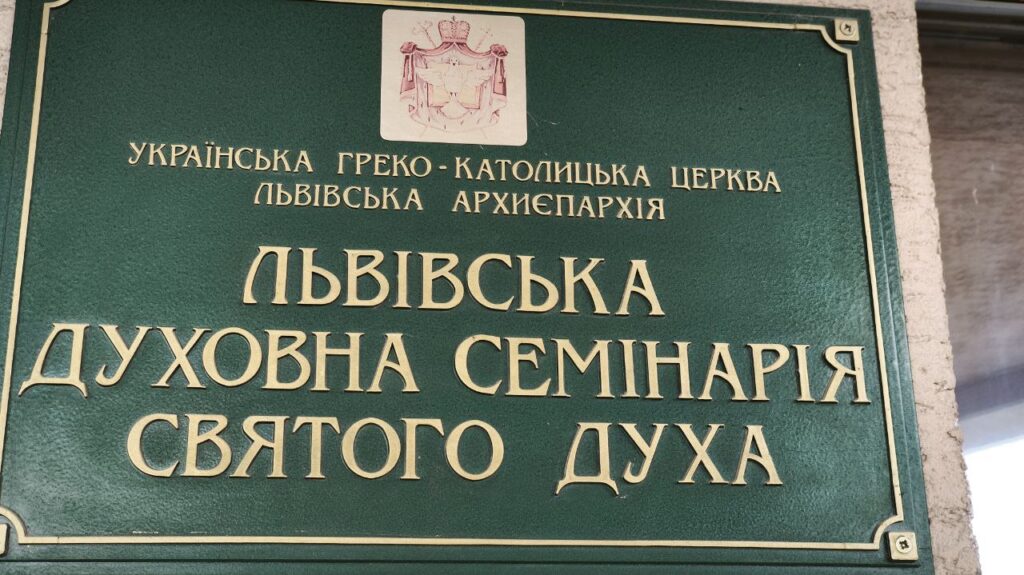 УКРАЇНСЬКА ГРЕКО-КАТОЛИЦЬКА ЦЕРКВА
ЛЬВІВСЬКА АРХИЄПАРХІЯ
ЛЬВІВСЬКА
ДУХОВНА СЕМІНАРІЯ
СВЯТОГО ДУХА